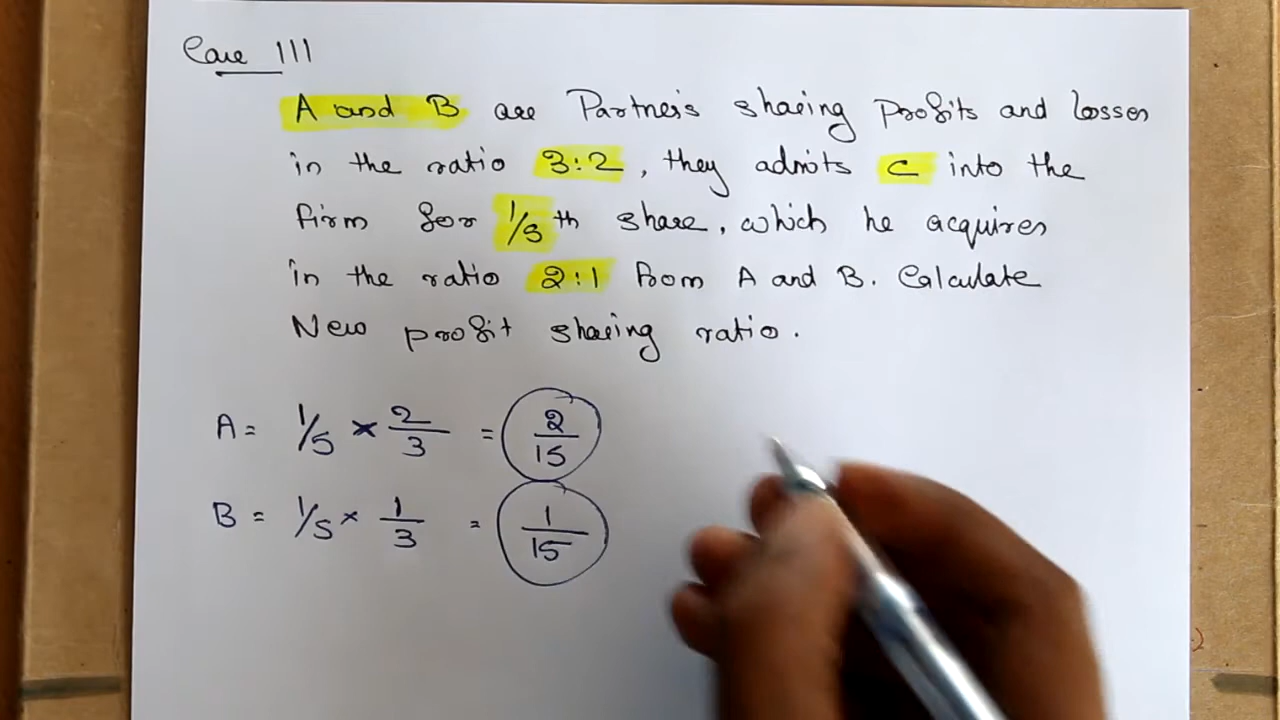 Case III
A and B are Partners sharing profits and losses
in the ratio 3:2, they admits C into the
firm for 1/5th share, which he acquires
in the ratio 2:1 from A and B. Calculate
New profit sharing ratio.
A = 1/5 × 2/3 = 2/15
B = 1/5 × 1/3 = 1/15